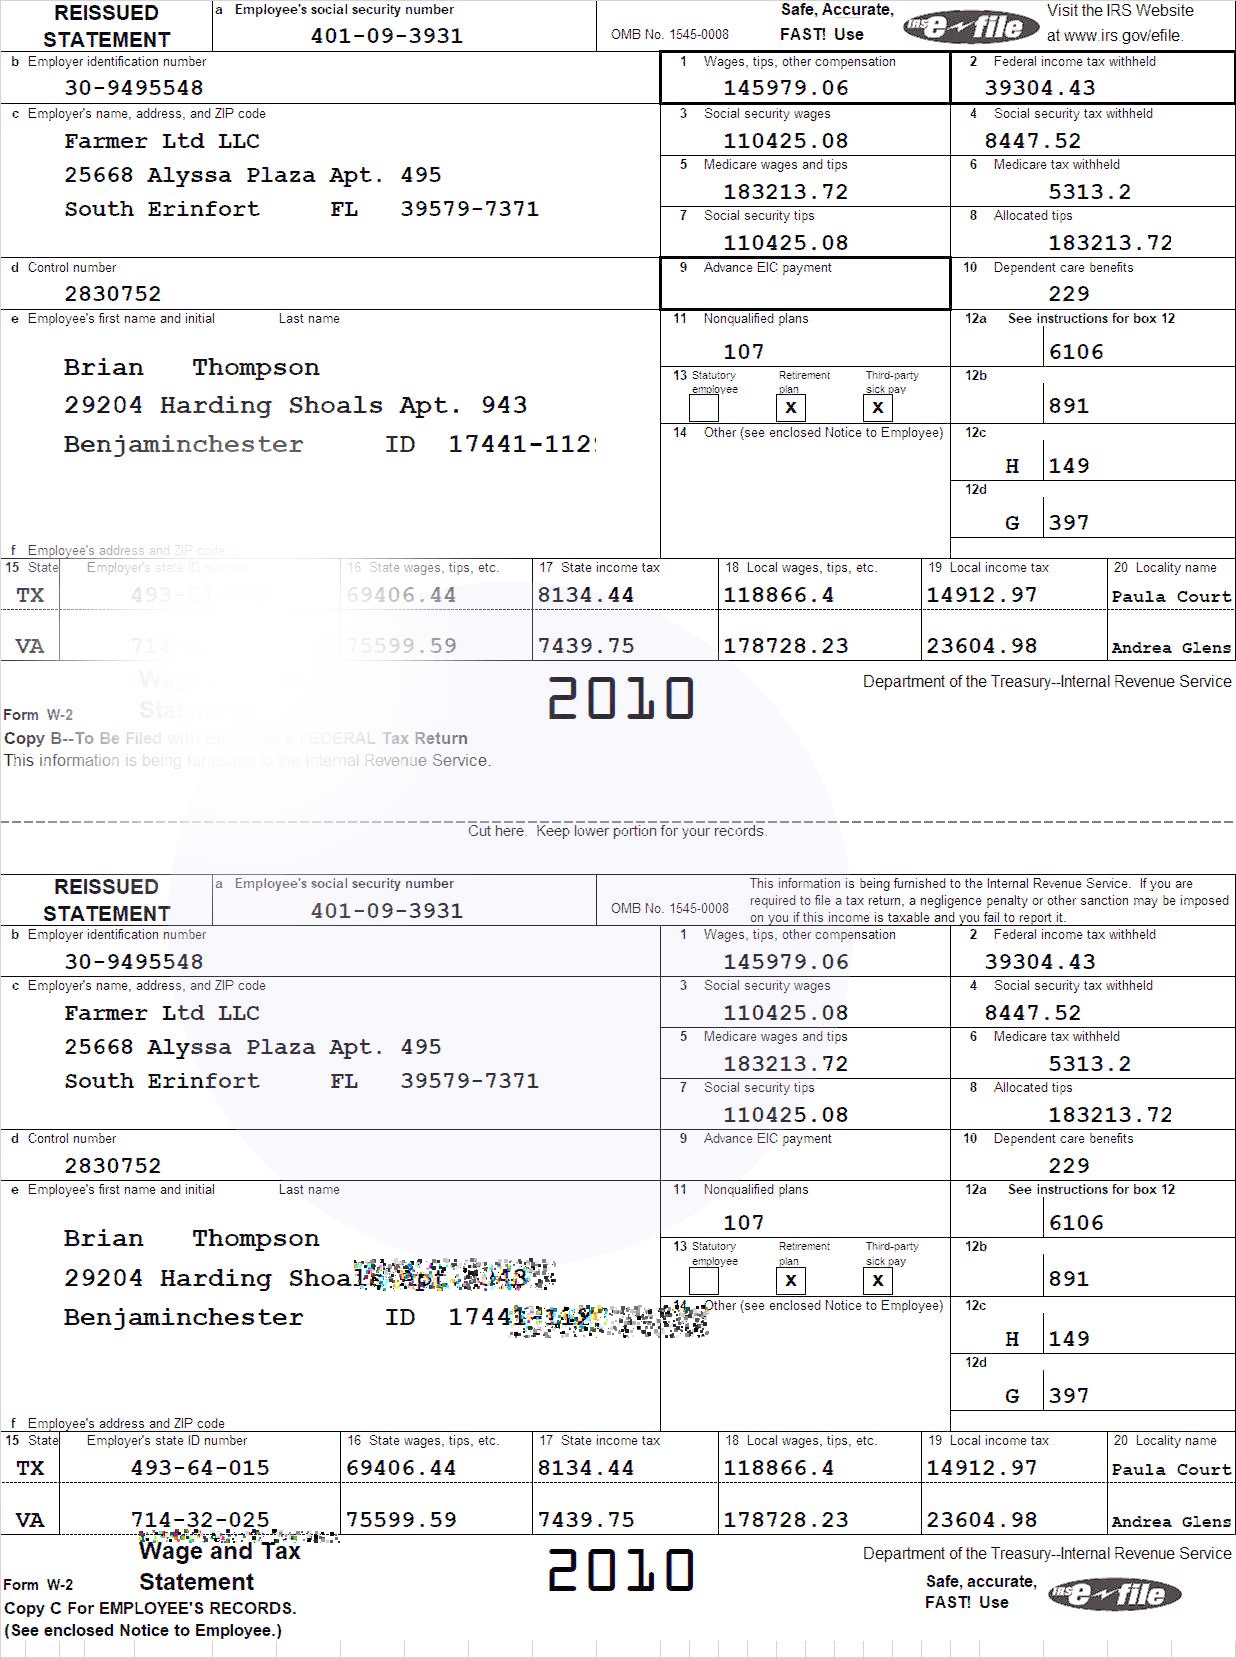 REISSUED STATEMENT
a Employee's social security number
401-09-3931
OMB No. 1545-0008
Safe, Accurate, FAST! Use
IRS e-file
Visit the IRS Website at www.irs.gov/efile.
b Employer identification number
30-9495548
1 Wages, tips, other compensation
145979.06
2 Federal income tax withheld
39304.43
c Employer's name, address, and ZIP code
Farmer Ltd LLC
25668 Alyssa Plaza Apt. 495
South Erinfort FL 39579-7371
3 Social security wages
110425.08
4 Social security tax withheld
8447.52
5 Medicare wages and tips
183213.72
6 Medicare tax withheld
5313.2
7 Social security tips
110425.08
8 Allocated tips
183213.72
d Control number
2830752
9 Advance EIC payment
10 Dependent care benefits
229
e Employee's first name and initial Last name
Brian Thompson
29204 Harding Shoals Apt. 943
Benjaminchester ID
11 Nonqualified plans
107
12a See instructions for box 12
6106
13 Statutory employee Retirement plan Third-party sick pay
X X
12b
891
14 Other (see enclosed Notice to Employee)
12c
H 149
12d
G 397
f Employee's address and ZIP code
15 State Employer's state ID number 16 State wages, tips, etc. 17 State income tax 18 Local wages, tips, etc. 19 Local income tax 20 Locality name
TX 69406.44 8134.44 118866.4 14912.97 Paula Court
VA 75599.59 7439.75 178728.23 23604.98 Andrea Glens
Form W-2
2010
Department of the Treasury--Internal Revenue Service
Copy B--To Be Filed with Employee's FEDERAL Tax Return
This information is being furnished to the Internal Revenue Service.
Cut here. Keep lower portion for your records.
REISSUED STATEMENT
a Employee's social security number
401-09-3931
OMB No. 1545-0008
This information is being furnished to the Internal Revenue Service. If you are
required to file a tax return, a negligence penalty or other sanction may be imposed
on you if this income is taxable and you fail to report it.
b Employer identification number
30-9495548
1 Wages, tips, other compensation
145979.06
2 Federal income tax withheld
39304.43
c Employer's name, address, and ZIP code
Farmer Ltd LLC
25668 Alyssa Plaza Apt. 495
South Erinfort FL 39579-7371
3 Social security wages
110425.08
4 Social security tax withheld
8447.52
5 Medicare wages and tips
183213.72
6 Medicare tax withheld
5313.2
7 Social security tips
110425.08
8 Allocated tips
183213.72
d Control number
2830752
9 Advance EIC payment
10 Dependent care benefits
229
e Employee's first name and initial Last name
Brian Thompson
29204 Harding Shoals Apt. 943
Benjaminchester ID
11 Nonqualified plans
107
12a See instructions for box 12
6106
13 Statutory employee Retirement plan Third-party sick pay
X X
12b
891
14 Other (see enclosed Notice to Employee)
12c
H 149
12d
G 397
f Employee's address and ZIP code
15 State Employer's state ID number 16 State wages, tips, etc. 17 State income tax 18 Local wages, tips, etc. 19 Local income tax 20 Locality name
TX 493-64-015 69406.44 8134.44 118866.4 14912.97 Paula Court
VA 714-32-025 75599.59 7439.75 178728.23 23604.98 Andrea Glens
Form W-2
Wage and Tax Statement
2010
Department of the Treasury--Internal Revenue Service
Copy C For EMPLOYEE'S RECORDS.
(See enclosed Notice to Employee.)
Safe, accurate, FAST! Use
IRS e-file